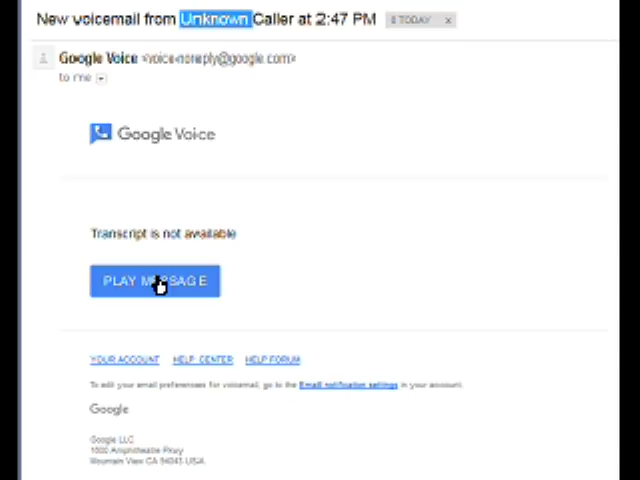 New voicemail from Unknown Caller at 2:47 PM
TODAY x
Google Voice <voice-noreply@google.com>
to me
Google Voice
Transcript is not available
PLAY MESSAGE
YOUR ACCOUNT HELP CENTER HELP FORUM
To edit your email preferences for voicemail, go to the Email notification settings in your account.
Google
Google LLC
1600 Amphitheatre Pkwy
Mountain View CA 94043 USA